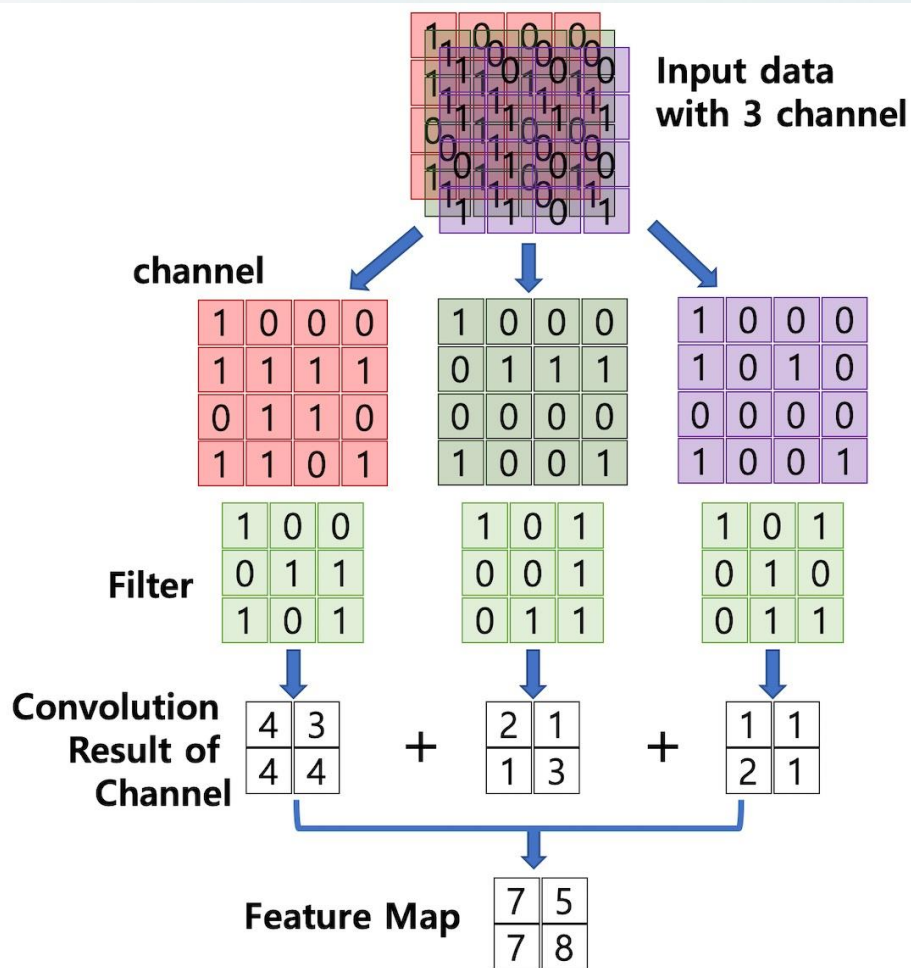 1 0 0 0
Input data
with 3 channel
channel
1 0 0 0
1 1 1 1
0 1 1 0
1 1 0 1
1 0 0 0
0 1 1 1
0 0 0 0
1 0 0 1
1 0 0 0
1 0 1 0
0 0 0 0
1 0 0 1
Filter
1 0 0
0 1 1
1 0 1
1 0 1
0 0 1
0 1 1
1 0 1
0 1 0
0 1 1
Convolution
Result of
Channel
4 3
4 4
+
2 1
1 3
+
1 1
2 1
Feature Map
7 5
7 8